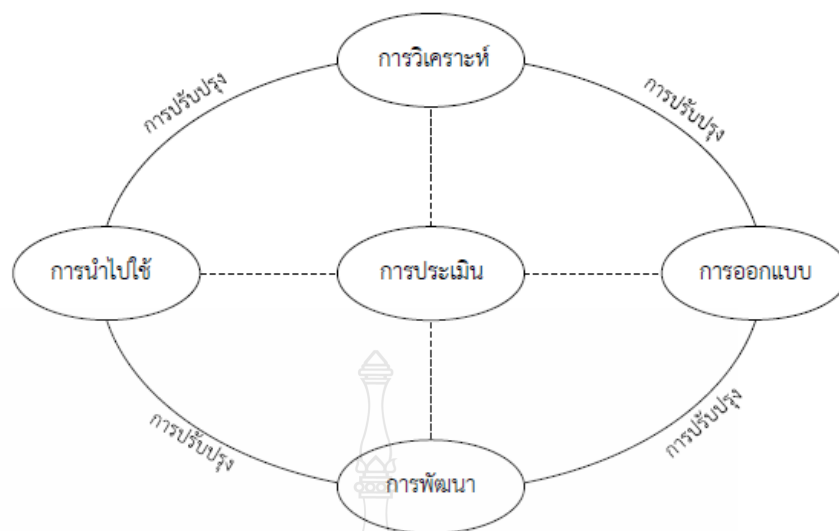 การวิเคราะห์
การปรับปรุง
การปรับปรุง
การนำไปใช้
การประเมิน
การออกแบบ
การปรับปรุง
การปรับปรุง
การพัฒนา